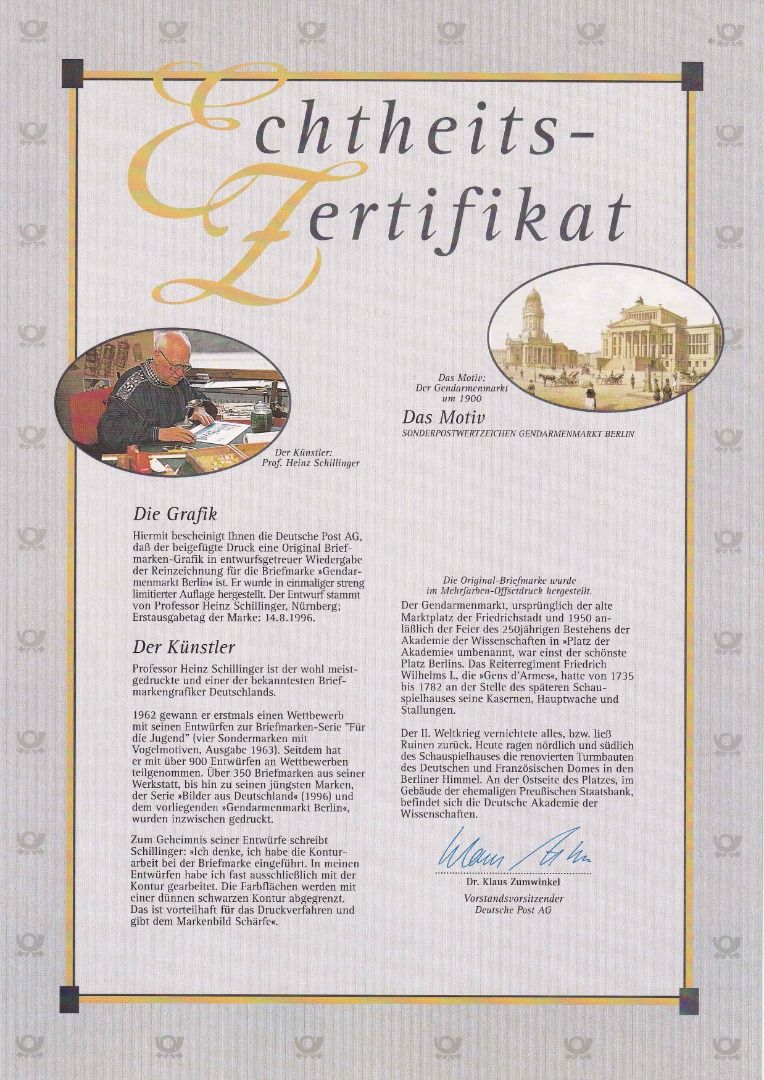 Echtheits-
Zertifikat
Das Motiv:
Der Gendarmenmarkt
um 1900
Das Motiv
SONDERPOSTWERTZEICHEN GENDARMENMARKT BERLIN
Der Künstler:
Prof. Heinz Schillinger
Die Grafik
Hiermit bescheinigt Ihnen die Deutsche Post AG,
daß der beigefügte Druck eine Original Brief-
marken-Grafik in entwurfsgetreuer Wiedergabe
der Reinzeichnung für die Briefmarke »Gendar-
menmarkt Berlin« ist. Er wurde in einmaliger streng
limitierter Auflage hergestellt. Der Entwurf stammt
von Professor Heinz Schillinger, Nürnberg;
Erstausgabetag der Marke: 14.8.1996.
Der Künstler
Professor Heinz Schillinger ist der wohl meist-
gedruckte und einer der bekanntesten Brief-
markengrafiker Deutschlands.
1962 gewann er erstmals einen Wettbewerb
mit seinen Entwürfen zur Briefmarken-Serie "Für
die Jugend" (vier Sondermarken mit
Vogelmotiven, Ausgabe 1963). Seitdem hat
er mit über 900 Entwürfen an Wettbewerben
teilgenommen. Über 350 Briefmarken aus seiner
Werkstatt, bis hin zu seinen jüngsten Marken,
der Serie »Bilder aus Deutschland« (1996) und
dem vorliegenden »Gendarmenmarkt Berlin«,
wurden inzwischen gedruckt.
Zum Geheimnis seiner Entwürfe schreibt
Schillinger: »Ich denke, ich habe die Kontur-
arbeit bei der Briefmarke eingeführt. In meinen
Entwürfen habe ich fast ausschließlich mit der
Kontur gearbeitet. Die Farbflächen werden mit
einer dünnen schwarzen Kontur abgegrenzt.
Das ist vorteilhaft für das Druckverfahren und
gibt dem Markenbild Schärfe«.
Die Original-Briefmarke wurde
im Mehrfarben-Offsetdruck hergestellt.
Der Gendarmenmarkt, ursprünglich der alte
Marktplatz der Friedrichstadt und 1950 an-
läßlich der Feier des 250jährigen Bestehens der
Akademie der Wissenschaften in »Platz der
Akademie« umbenannt, war einst der schönste
Platz Berlins. Das Reiterregiment Friedrich
Wilhelms I., die »Gens d'Armes«, hatte von 1735
bis 1782 an der Stelle des späteren Schau-
spielhauses seine Kasernen, Hauptwache und
Stallungen.
Der II. Weltkrieg vernichtete alles, bzw. ließ
Ruinen zurück. Heute ragen nördlich und südlich
des Schauspielhauses die renovierten Turmbauten
des Deutschen und Französischen Domes in den
Berliner Himmel. An der Ostseite des Platzes, im
Gebäude der ehemaligen Preußischen Staatsbank,
befindet sich die Deutsche Akademie der
Wissenschaften.
Dr. Klaus Zumwinkel
Vorstandsvorsitzender
Deutsche Post AG